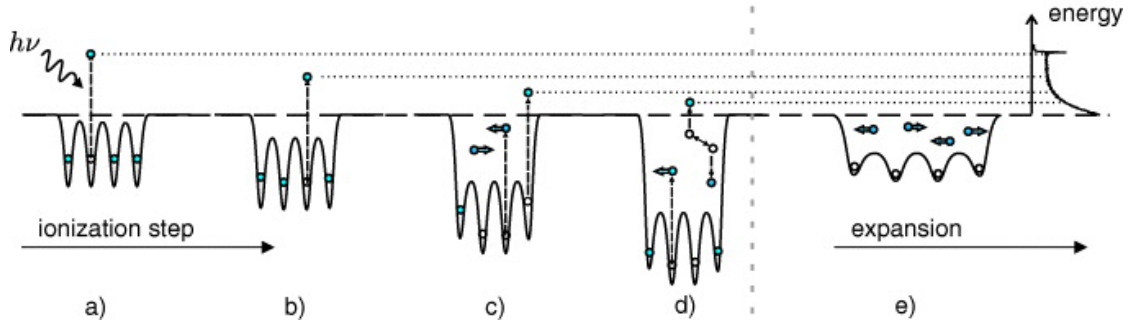 hν
energy
ionization step
expansion
a)
b)
c)
d)
e)